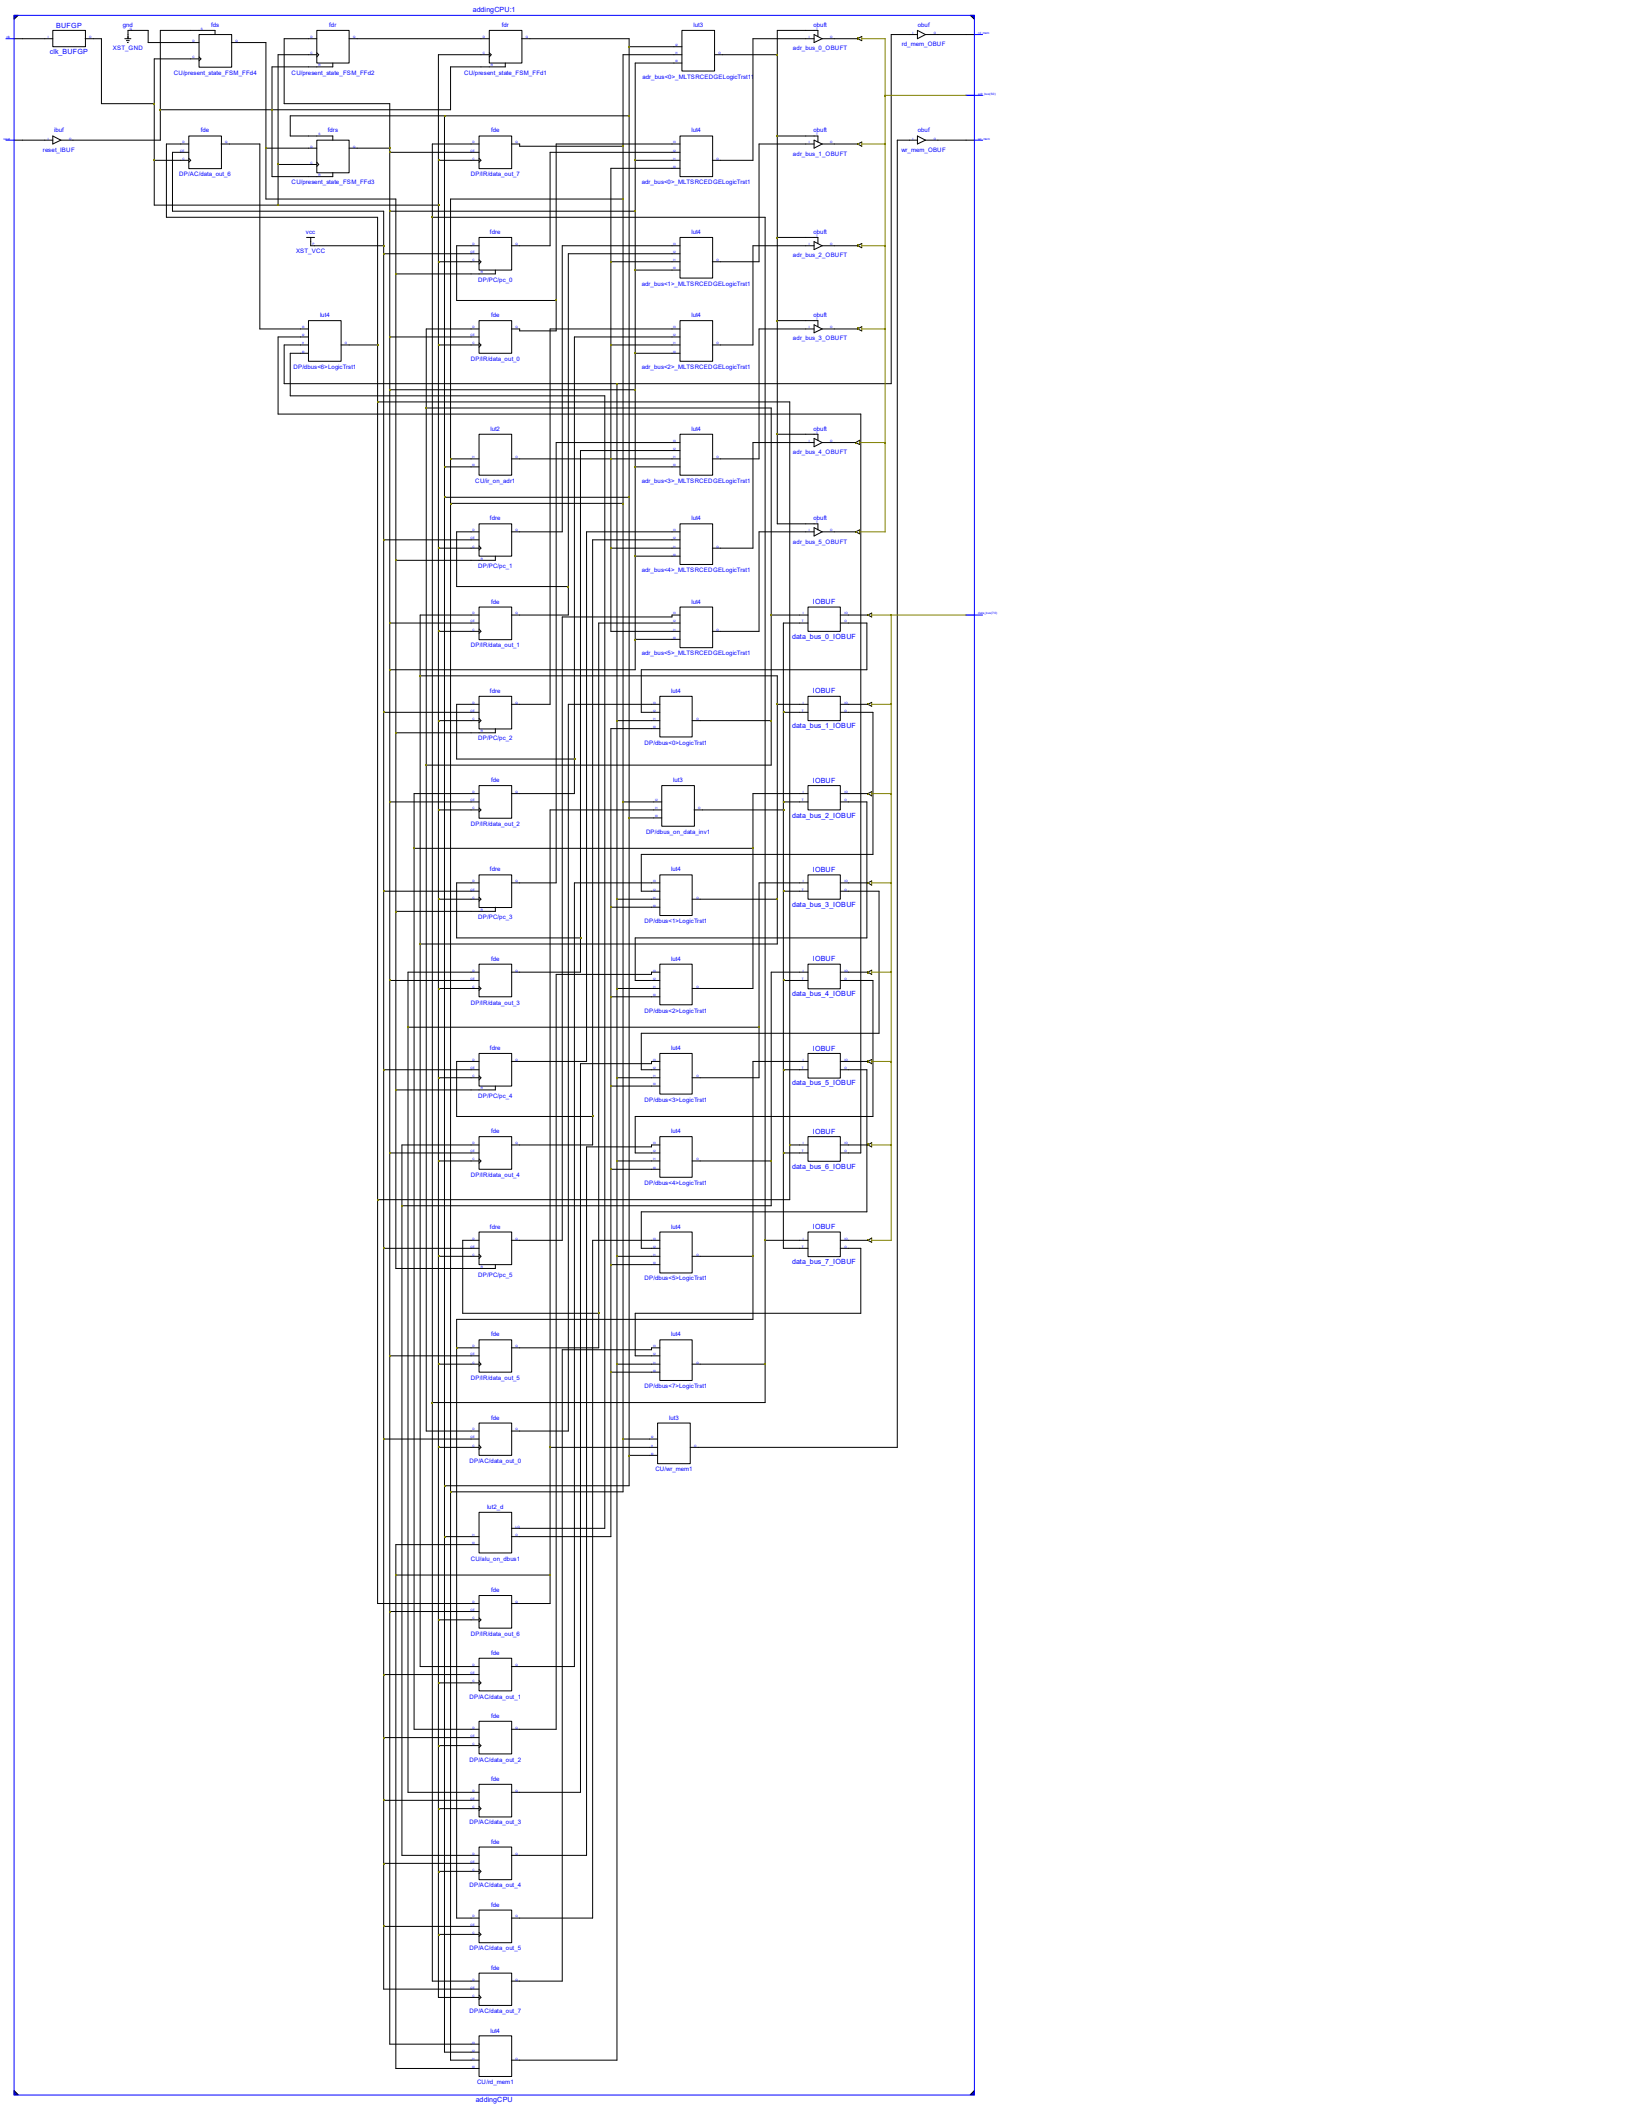 addingCPU:1
BUFGP
clk_BUFGP
gnd
XST_GND
fds
CU/present_state_FSM_FFd4
fdr
CU/present_state_FSM_FFd2
fdr
CU/present_state_FSM_FFd1
lut3
adr_bus<0>_MLTSRCEDGELogicTrst11
obuft
adr_bus_0_OBUFT
obuf
rd_mem_OBUF
ibuf
reset_IBUF
fde
DP/AC/data_out_6
fdrs
CU/present_state_FSM_FFd3
fde
DP/IR/data_out_7
lut4
adr_bus<0>_MLTSRCEDGELogicTrst1
obuft
adr_bus_1_OBUFT
obuf
wr_mem_OBUF
vcc
XST_VCC
fdre
DP/PC/pc_0
lut4
adr_bus<1>_MLTSRCEDGELogicTrst1
obuft
adr_bus_2_OBUFT
lut4
DP/dbus<6>LogicTrst1
fde
DP/IR/data_out_0
lut4
adr_bus<2>_MLTSRCEDGELogicTrst1
obuft
adr_bus_3_OBUFT
lut2
CU/ir_on_adr1
lut4
adr_bus<3>_MLTSRCEDGELogicTrst1
obuft
adr_bus_4_OBUFT
fdre
DP/PC/pc_1
lut4
adr_bus<4>_MLTSRCEDGELogicTrst1
obuft
adr_bus_5_OBUFT
fde
DP/IR/data_out_1
lut4
adr_bus<5>_MLTSRCEDGELogicTrst1
IOBUF
data_bus_0_IOBUF
fdre
DP/PC/pc_2
lut4
DP/dbus<0>LogicTrst1
IOBUF
data_bus_1_IOBUF
fde
DP/IR/data_out_2
lut3
DP/dbus_on_data_inv1
IOBUF
data_bus_2_IOBUF
fdre
DP/PC/pc_3
lut4
DP/dbus<1>LogicTrst1
IOBUF
data_bus_3_IOBUF
fde
DP/IR/data_out_3
lut4
DP/dbus<2>LogicTrst1
IOBUF
data_bus_4_IOBUF
fdre
DP/PC/pc_4
lut4
DP/dbus<3>LogicTrst1
IOBUF
data_bus_5_IOBUF
fde
DP/IR/data_out_4
lut4
DP/dbus<4>LogicTrst1
IOBUF
data_bus_6_IOBUF
fdre
DP/PC/pc_5
lut4
DP/dbus<5>LogicTrst1
IOBUF
data_bus_7_IOBUF
fde
DP/IR/data_out_5
lut4
DP/dbus<7>LogicTrst1
fde
DP/AC/data_out_0
lut3
CU/wr_mem1
lut2_d
CU/alu_on_dbus1
fde
DP/IR/data_out_6
fde
DP/AC/data_out_1
fde
DP/AC/data_out_2
fde
DP/AC/data_out_3
fde
DP/AC/data_out_4
fde
DP/AC/data_out_5
fde
DP/AC/data_out_7
lut4
CU/rd_mem1
addingCPU